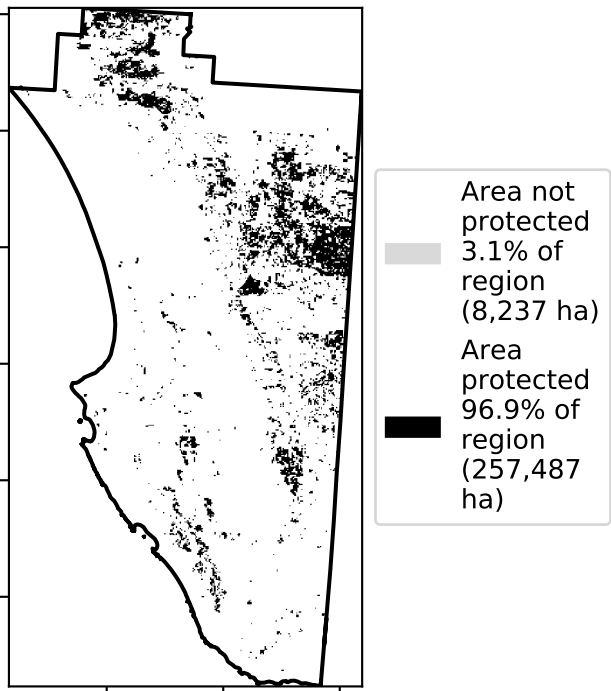 Area not
protected
3.1% of
region
(8,237 ha)
Area
protected
96.9% of
region
(257,487
ha)